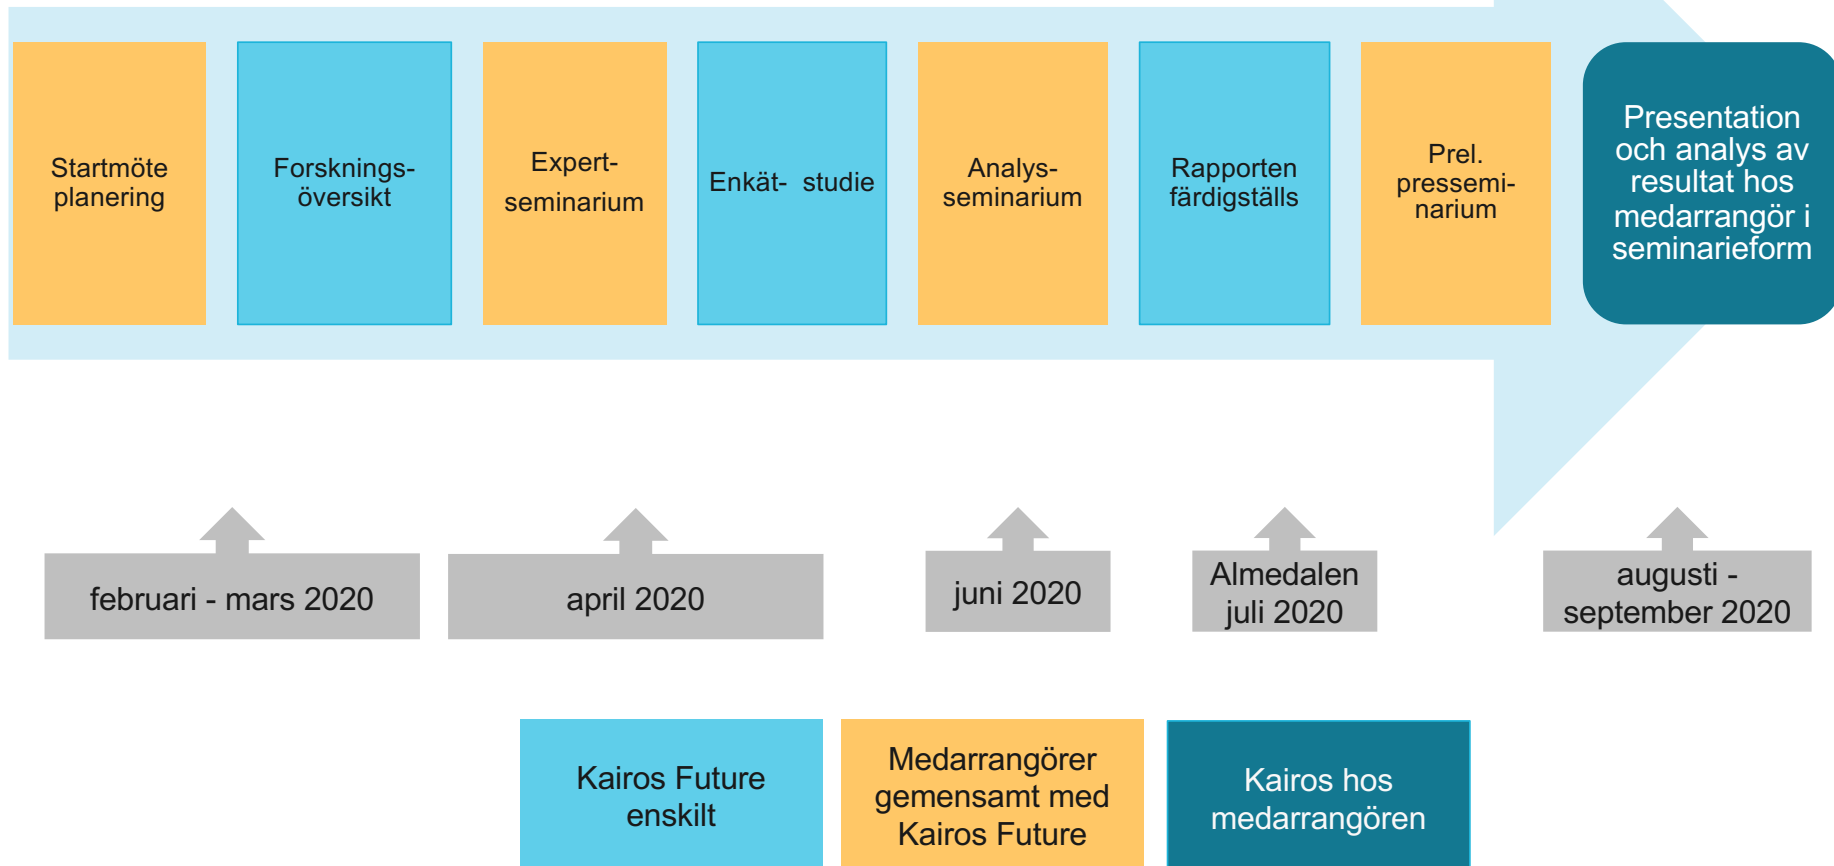 Startmöte
planering
Forsknings-
översikt
Expert-
seminarium
Enkät- studie
Analys-
seminarium
Rapporten
färdigställs
Prel.
pressemi-
narium
Presentation
och analys av
resultat hos
medarrangör i
seminarieform
februari - mars 2020
april 2020
juni 2020
Almedalen
juli 2020
augusti -
september 2020
Kairos Future
enskilt
Medarrangörer
gemensamt med
Kairos Future
Kairos hos
medarrangören